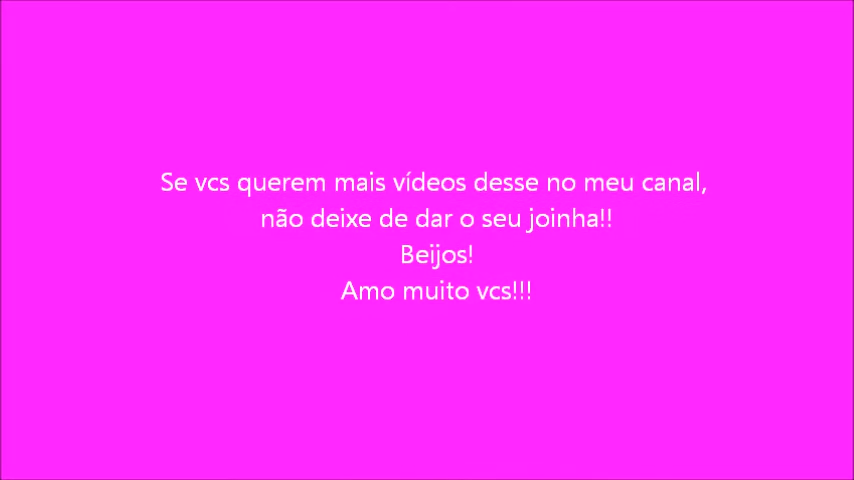 Se vcs querem mais vídeos desse no meu canal,
não deixe de dar o seu joinha!!
Beijos!
Amo muito vcs!!!